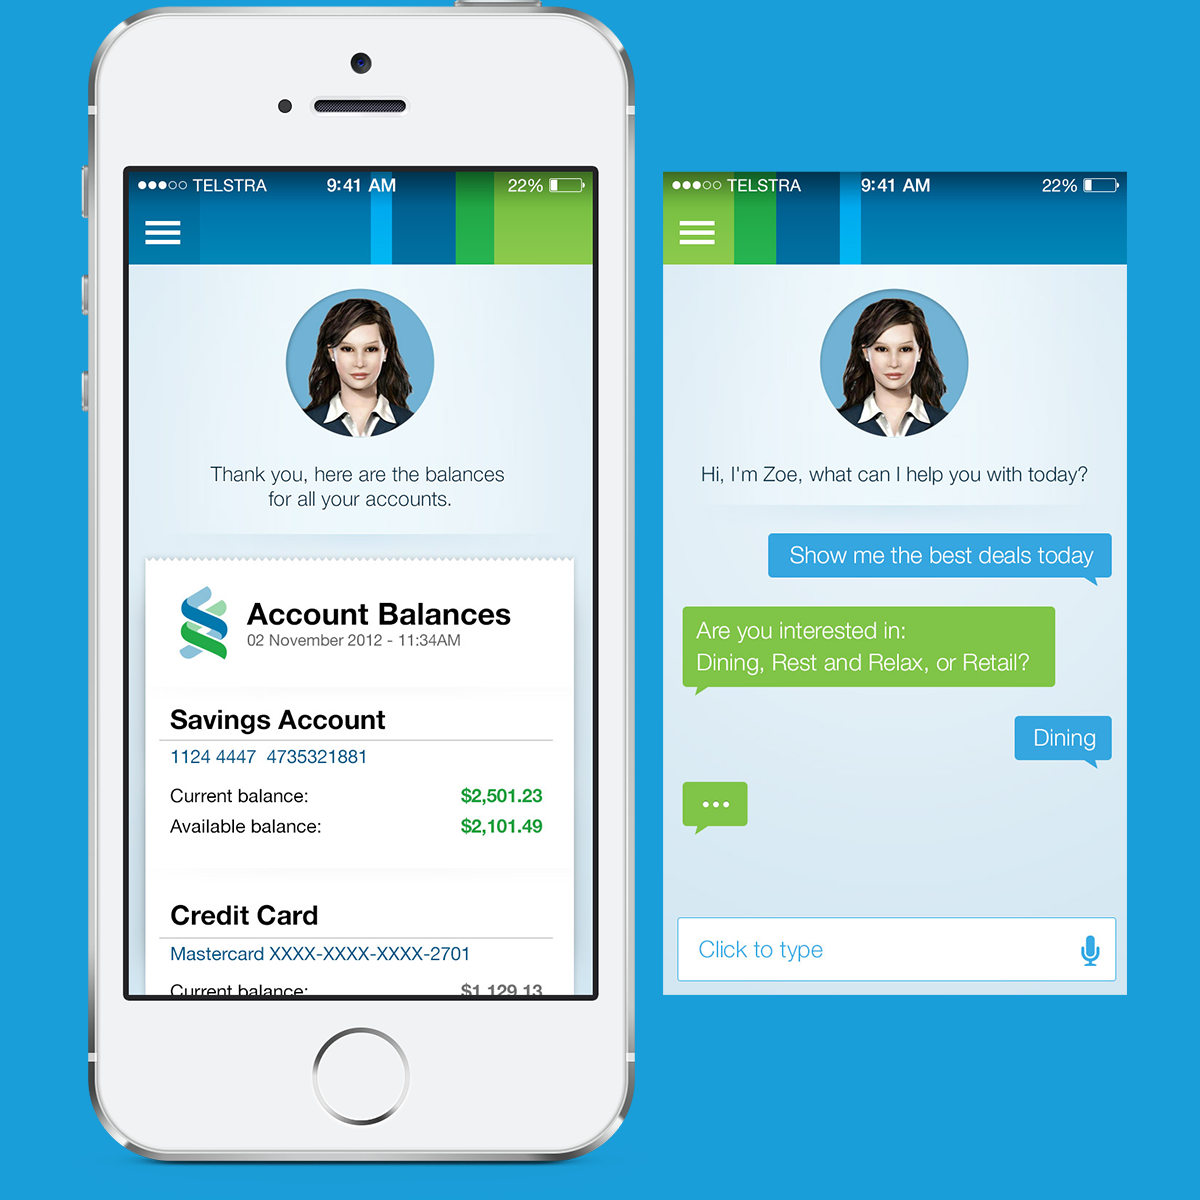 TELSTRA 9:41 AM 22%
Thank you, here are the balances
for all your accounts.
Account Balances
02 November 2012 - 11:34AM
Savings Account
1124 4447  4735321881
Current balance: $2,501.23
Available balance: $2,101.49
Credit Card
Mastercard XXXX-XXXX-XXXX-2701
Current balance: $1,129.13
TELSTRA 9:41 AM 22%
Hi, I'm Zoe, what can I help you with today?
Show me the best deals today
Are you interested in:
Dining, Rest and Relax, or Retail?
Dining
...
Click to type